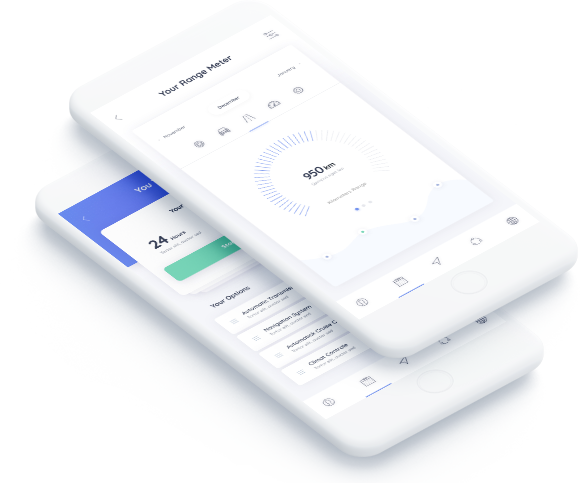 Your Range Meter
November
December
January
950 km
Kilometers Range
You
Your
24 Hours
Your Options
Automatic Transmis
Navigation System
Automatick Cruise C
Climat Controle